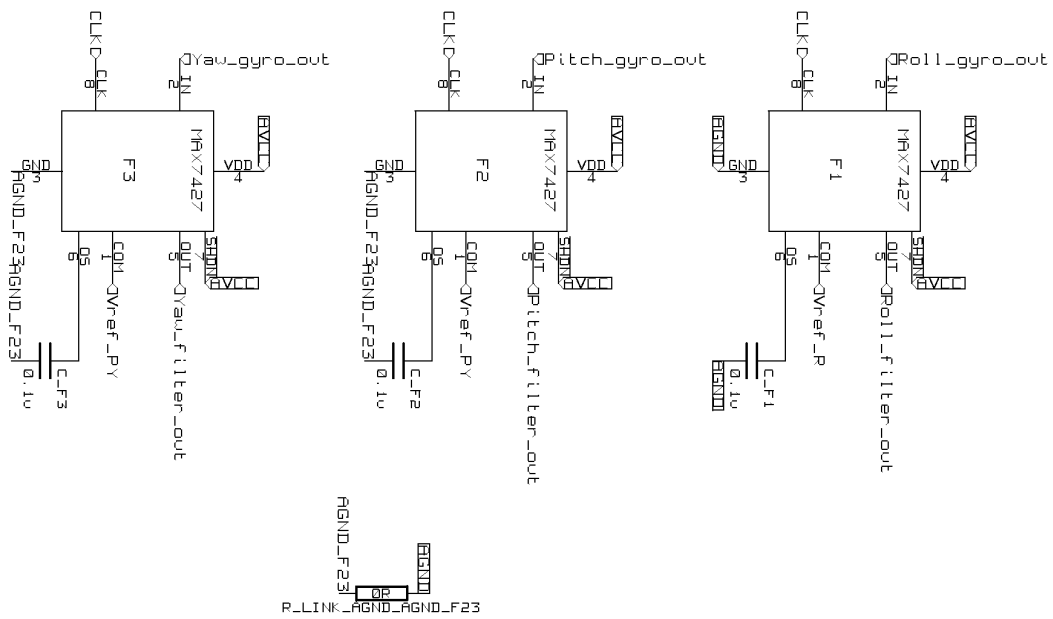 CLKD
Yaw_gyro_out
CLK
8
IN
2
AVCC
MAX7427
F3
GND
3
VDD
4
AGND_F23
OS
6
COM
1
OUT
5
SHDN
7
AVCC
AGND_F23
Vref_PY
Yaw_filter_out
C_F3
0.1u
CLKD
Pitch_gyro_out
CLK
8
IN
2
AVCC
MAX7427
F2
GND
3
VDD
4
AGND_F23
OS
6
COM
1
OUT
5
SHDN
7
AVCC
AGND_F23
Vref_PY
Pitch_filter_out
C_F2
0.1u
CLKD
Roll_gyro_out
CLK
8
IN
2
AVCC
AGND
MAX7427
F1
GND
3
VDD
4
OS
6
COM
1
OUT
5
SHDN
7
AVCC
Vref_R
Roll_filter_out
AGND
C_F1
0.1u
AGND_F23
AGND
0R
R_LINK_AGND_AGND_F23